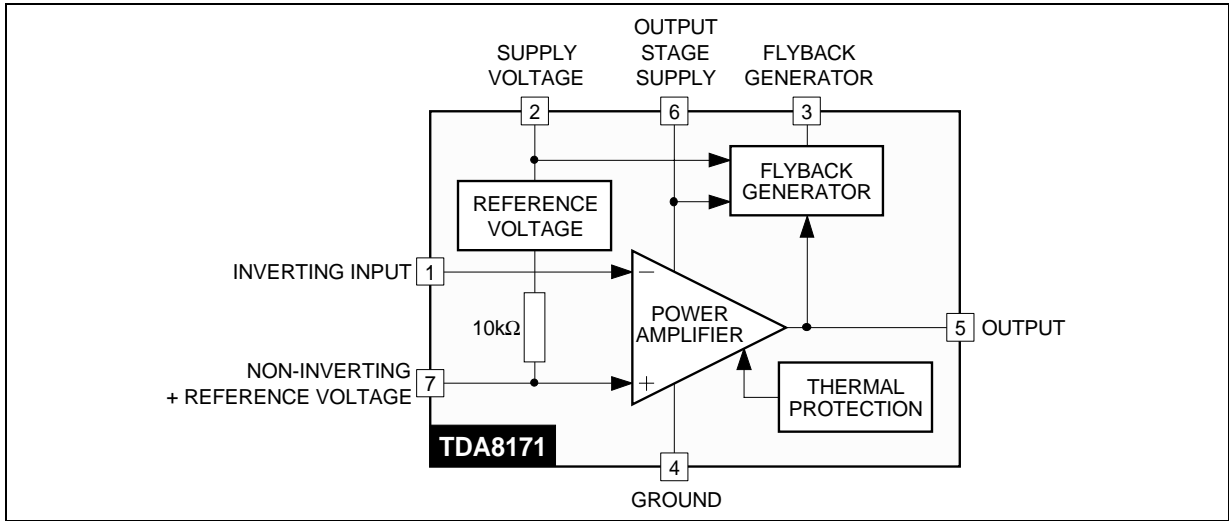 SUPPLY
VOLTAGE
OUTPUT
STAGE
SUPPLY
FLYBACK
GENERATOR
2
6
3
REFERENCE
VOLTAGE
FLYBACK
GENERATOR
INVERTING INPUT
1
10kΩ
−
POWER
AMPLIFIER
+
5
OUTPUT
NON-INVERTING
+ REFERENCE VOLTAGE
7
THERMAL
PROTECTION
TDA8171
4
GROUND